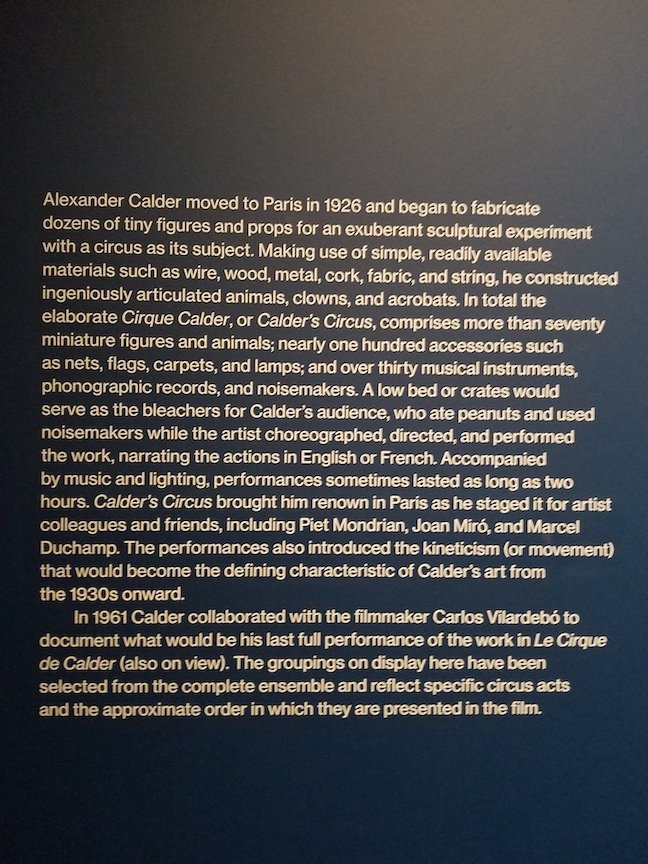 Alexander Calder moved to Paris in 1926 and began to fabricate
dozens of tiny figures and props for an exuberant sculptural experiment
with a circus as its subject. Making use of simple, readily available
materials such as wire, wood, metal, cork, fabric, and string, he constructed
ingeniously articulated animals, clowns, and acrobats. In total the
elaborate Cirque Calder, or Calder's Circus, comprises more than seventy
miniature figures and animals; nearly one hundred accessories such
as nets, flags, carpets, and lamps; and over thirty musical instruments,
phonographic records, and noisemakers. A low bed or crates would
serve as the bleachers for Calder's audience, who ate peanuts and used
noisemakers while the artist choreographed, directed, and performed
the work, narrating the actions in English or French. Accompanied
by music and lighting, performances sometimes lasted as long as two
hours. Calder's Circus brought him renown in Paris as he staged it for artist
colleagues and friends, including Piet Mondrian, Joan Miró, and Marcel
Duchamp. The performances also introduced the kineticism (or movement)
that would become the defining characteristic of Calder's art from
the 1930s onward.
In 1961 Calder collaborated with the filmmaker Carlos Vilardebó to
document what would be his last full performance of the work in Le Cirque
de Calder (also on view). The groupings on display here have been
selected from the complete ensemble and reflect specific circus acts
and the approximate order in which they are presented in the film.